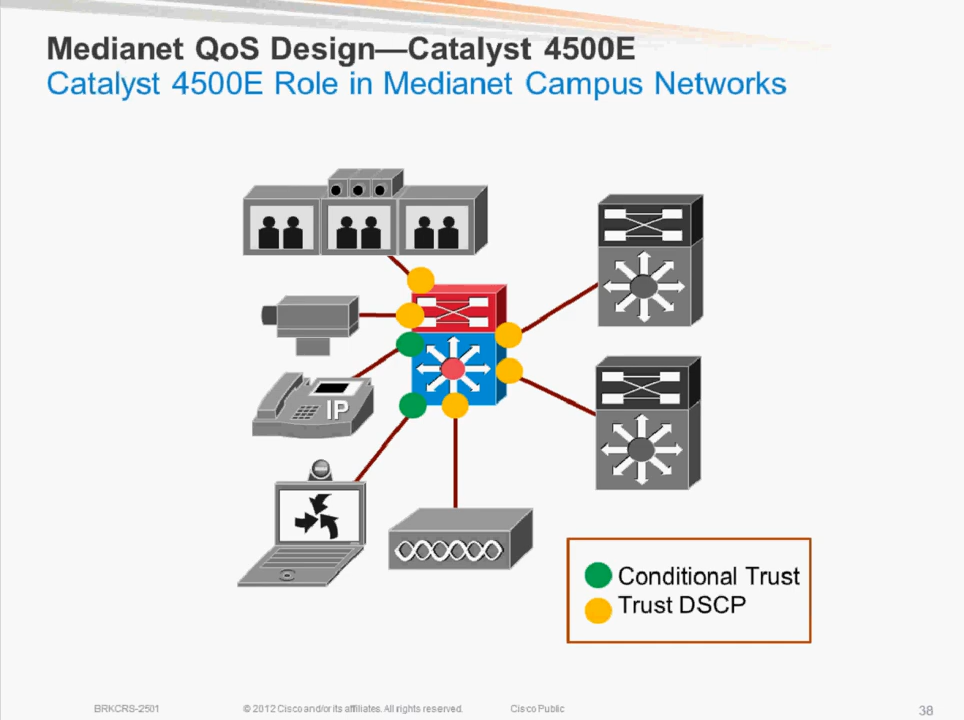 Medianet QoS Design—Catalyst 4500E
Catalyst 4500E Role in Medianet Campus Networks
IP
Conditional Trust
Trust DSCP
BRKCRS-2501
© 2012 Cisco and/or its affiliates. All rights reserved.
Cisco Public
38